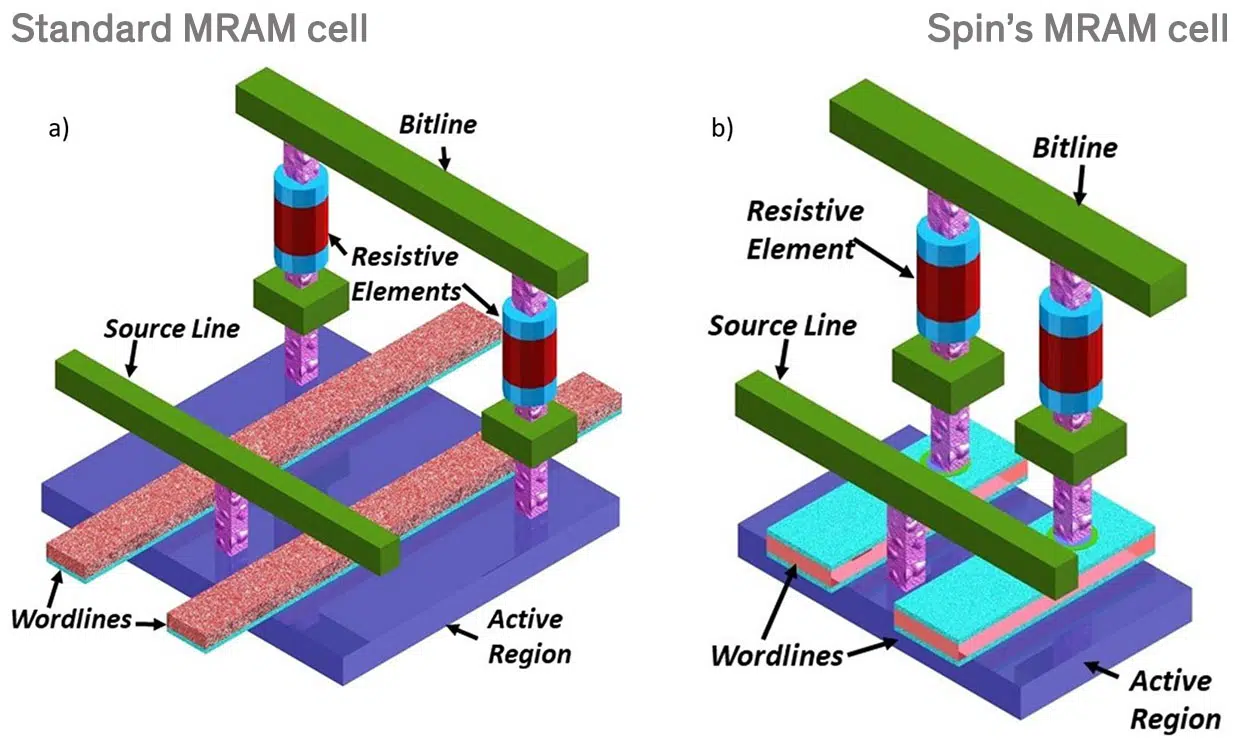 Standard MRAM cell
Spin's MRAM cell
a)
Bitline
Resistive
Elements
Source Line
Wordlines
Active
Region
b)
Bitline
Resistive
Element
Source Line
Wordlines
Active
Region